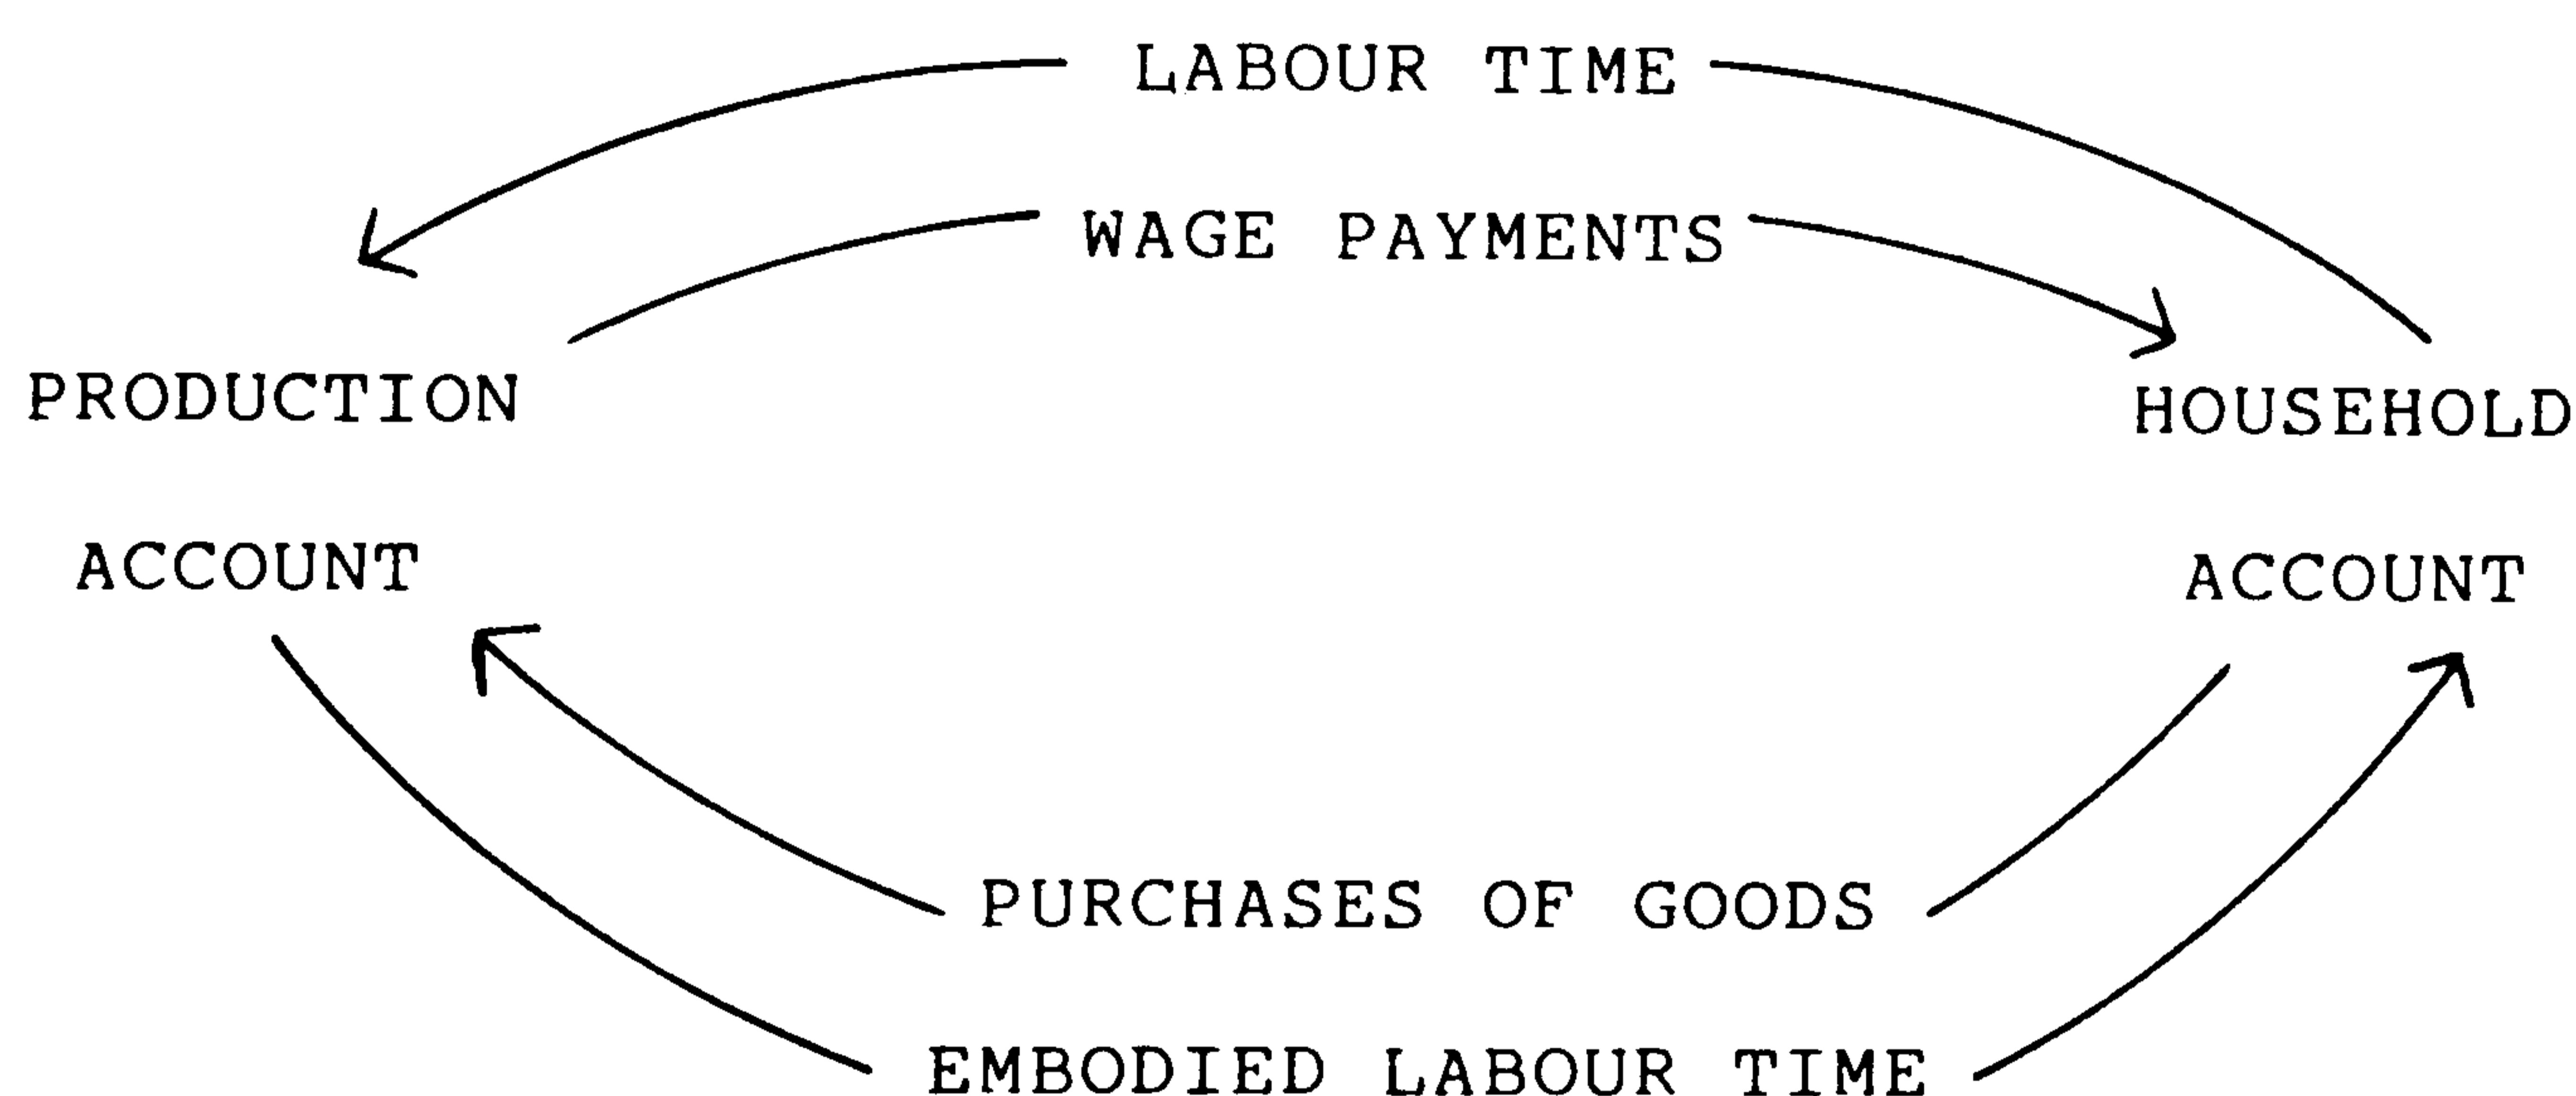 LABOUR TIME
WAGE PAYMENTS
PRODUCTION
ACCOUNT
HOUSEHOLD
ACCOUNT
PURCHASES OF GOODS
EMBODIED LABOUR TIME